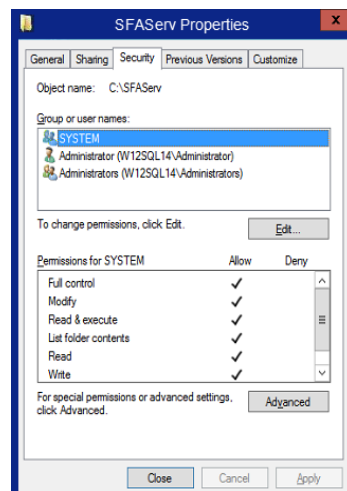 SFAServ Properties
x
General Sharing Security Previous Versions Customize
Object name: C:\SFAServ
Group or user names:
SYSTEM
Administrator (W12SQL14\Administrator)
Administrators (W12SQL14\Administrators)
To change permissions, click Edit.
Edit...
Permissions for SYSTEM Allow Deny
Full control
Modify
Read & execute
List folder contents
Read
Write
For special permissions or advanced settings,
click Advanced.
Advanced
Close Cancel Apply